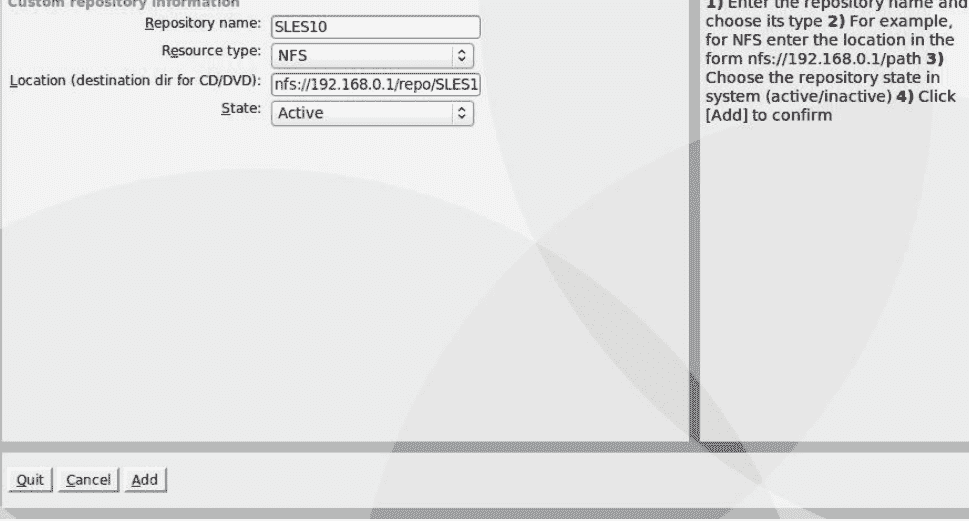 Custom repository information
Repository name: SLES10
Resource type: NFS
Location (destination dir for CD/DVD): nfs://192.168.0.1/repo/SLES1
State: Active
1) Enter the repository name and
choose its type 2) For example,
for NFS enter the location in the
form nfs://192.168.0.1/path 3)
Choose the repository state in
system (active/inactive) 4) Click
[Add] to confirm
Quit Cancel Add